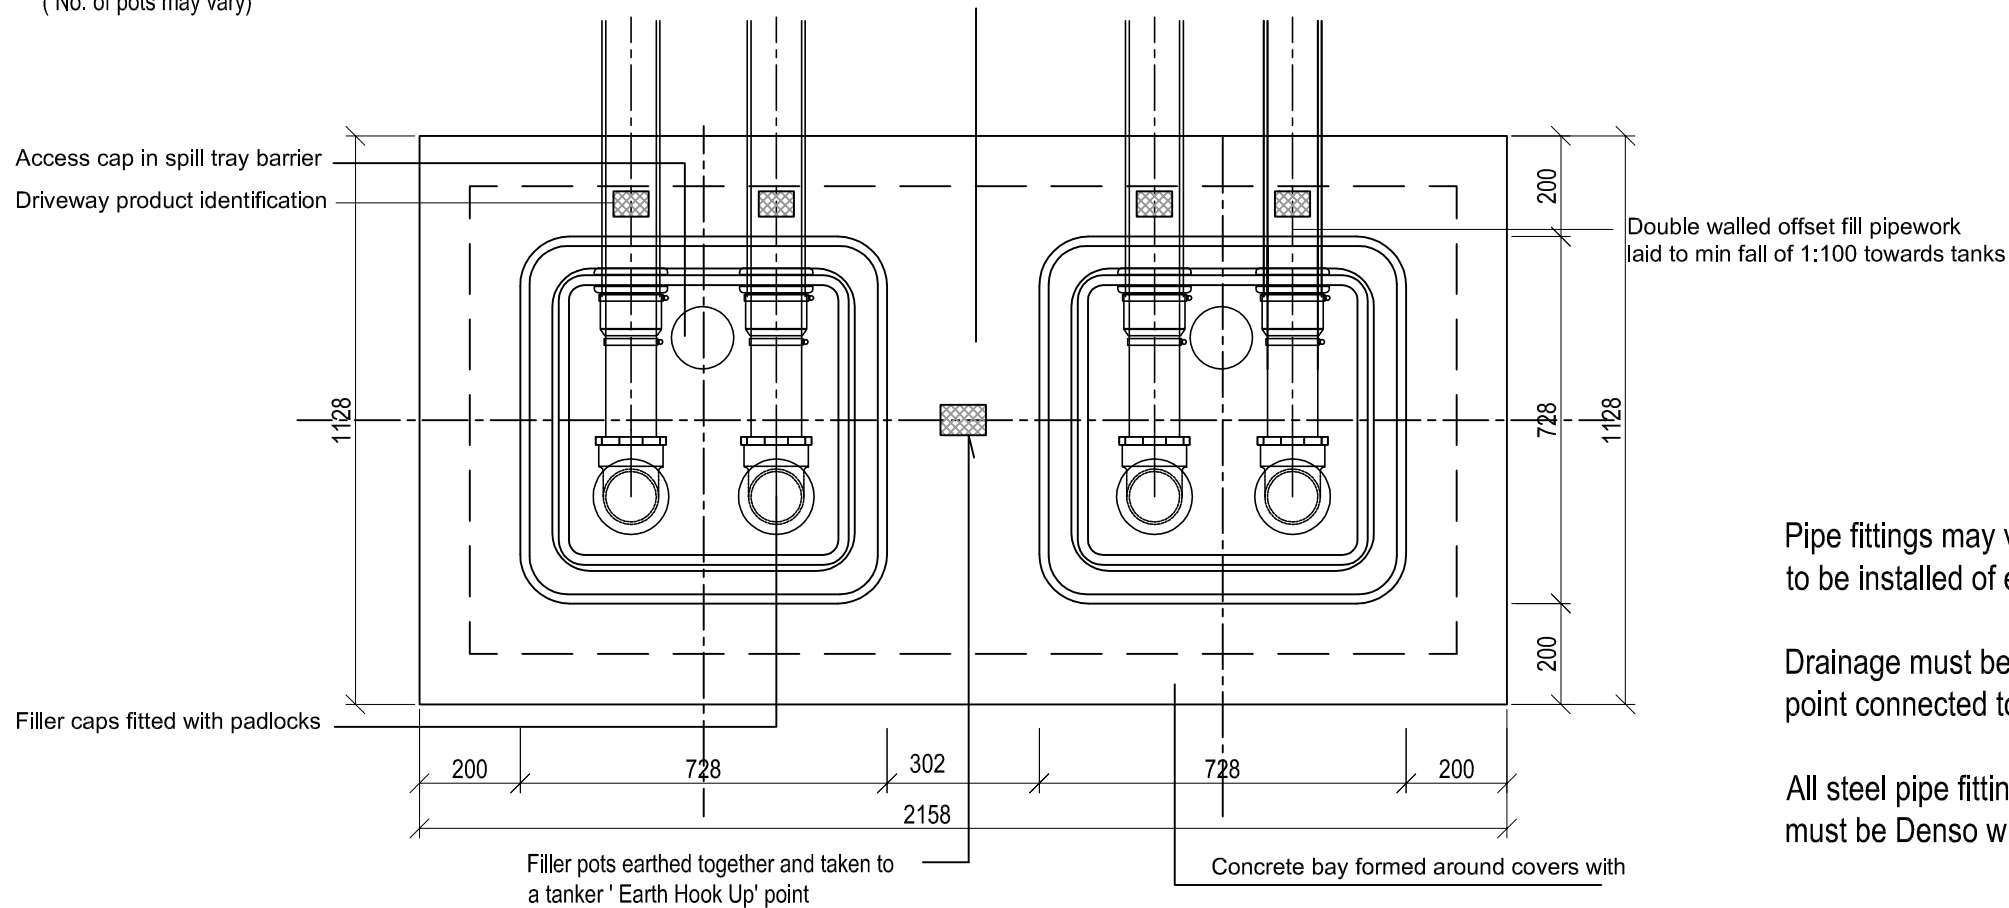 ( No. of pots may vary)
Access cap in spill tray barrier
Driveway product identification
200
Double walled offset fill pipework
laid to min fall of 1:100 towards tanks
1128
728
1128
Pipe fittings may
to be installed of
200
Drainage must be
point connected
Filler caps fitted with padlocks
200
728
302
728
200
2158
All steel pipe
must be Denso
Filler pots earthed together and taken to
a tanker ' Earth Hook Up' point
Concrete bay formed around covers with